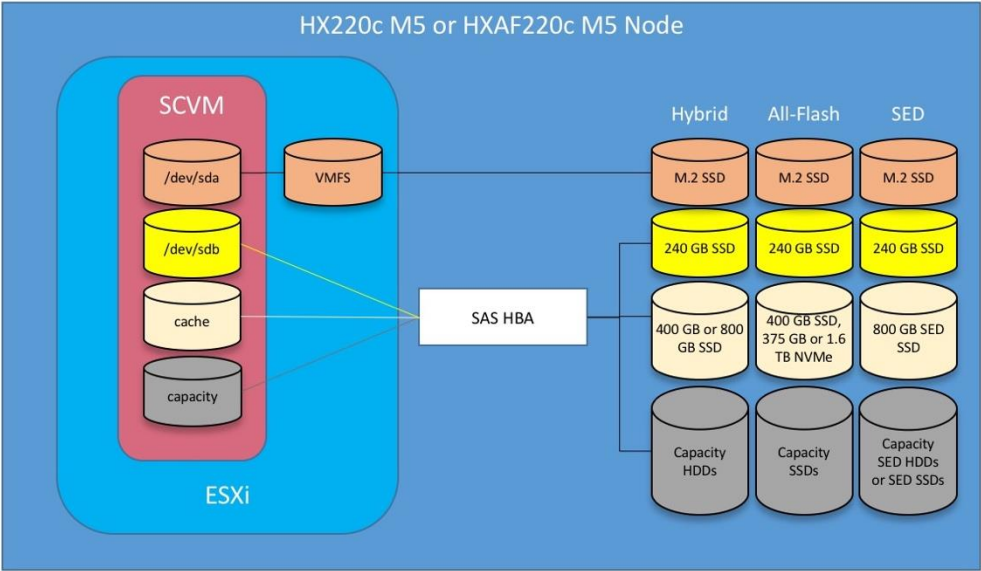 HX220c M5 or HXAF220c M5 Node
SCVM
/dev/sda
VMFS
/dev/sdb
cache
capacity
ESXi
SAS HBA
Hybrid
All-Flash
SED
M.2 SSD
M.2 SSD
M.2 SSD
240 GB SSD
240 GB SSD
240 GB SSD
400 GB or 800
GB SSD
400 GB SSD,
375 GB or 1.6
TB NVMe
800 GB SED
SSD
Capacity
HDDs
Capacity
SSDs
Capacity
SED HDDs
or SED SSDs